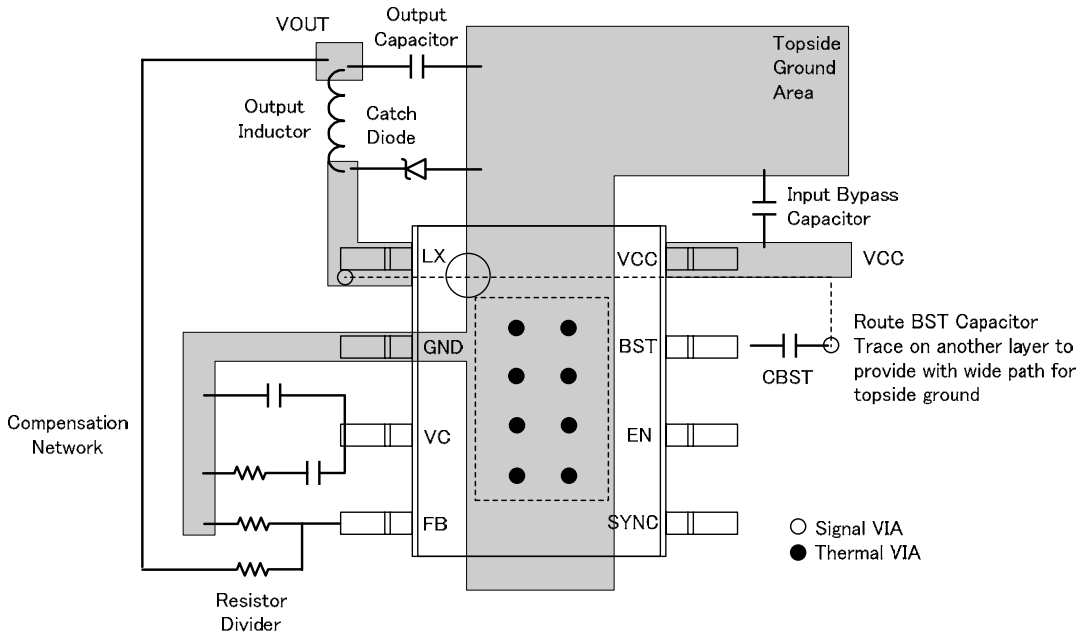 VOUT
Output
Capacitor
Topside
Ground
Area
Output
Inductor
Catch
Diode
Input Bypass
Capacitor
LX
VCC
VCC
GND
BST
CBST
Route BST Capacitor
Trace on another layer to
provide with wide path for
topside ground
Compensation
Network
VC
EN
FB
SYNC
Signal VIA
Thermal VIA
Resistor
Divider